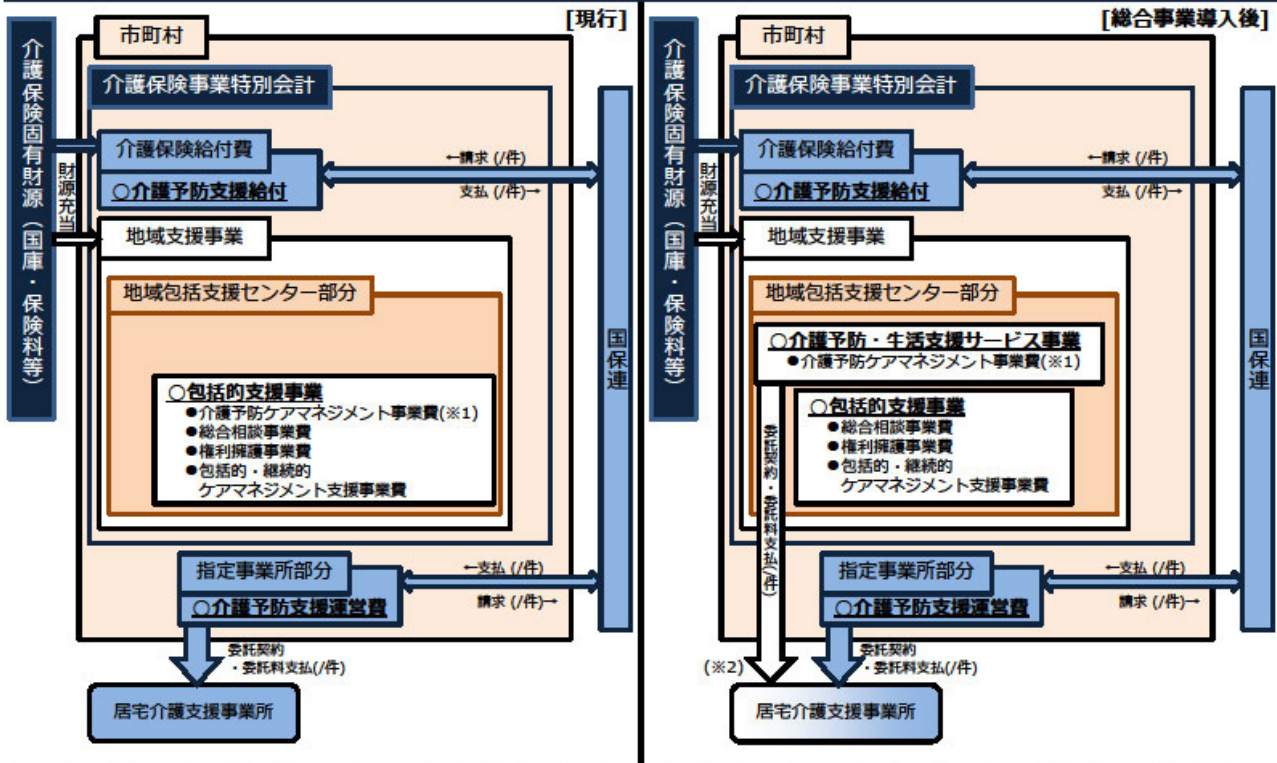 [現行]
市町村
介護保険固有財源（国庫・保険料等）
介護保険事業特別会計
介護保険給付費
○介護予防支援給付
←請求 (/件)
支払 (/件)→
財源充当
地域支援事業
地域包括支援センター部分
○包括的支援事業
●介護予防ケアマネジメント事業費(※1)
●総合相談事業費
●権利擁護事業費
●包括的・継続的
ケアマネジメント支援事業費
国保連
指定事業所部分
○介護予防支援運営費
←支払 (/件)
請求 (/件)→
委託契約
・委託料支払(/件)
居宅介護支援事業所
[総合事業導入後]
市町村
介護保険固有財源（国庫・保険料等）
介護保険事業特別会計
介護保険給付費
○介護予防支援給付
←請求 (/件)
支払 (/件)→
財源充当
地域支援事業
地域包括支援センター部分
○介護予防・生活支援サービス事業
●介護予防ケアマネジメント事業費(※1)
○包括的支援事業
●総合相談事業費
●権利擁護事業費
●包括的・継続的
ケアマネジメント支援事業費
委託契約・委託料支払(/件)
国保連
指定事業所部分
○介護予防支援運営費
←支払 (/件)
請求 (/件)→
(※2)
委託契約
・委託料支払(/件)
居宅介護支援事業所